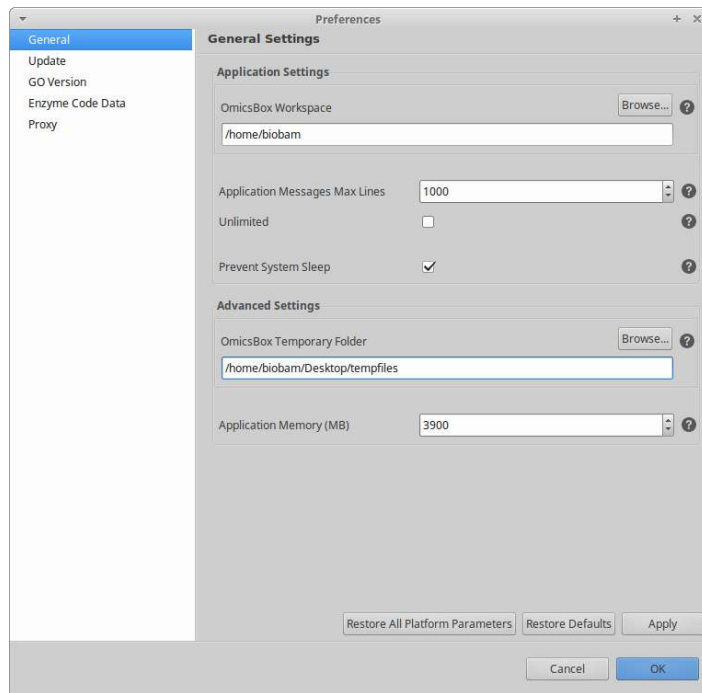 Preferences
General
Update
GO Version
Enzyme Code Data
Proxy
General Settings
Application Settings
OmicsBox Workspace
Browse...
/home/biobam
Application Messages Max Lines
1000
Unlimited
Prevent System Sleep
Advanced Settings
OmicsBox Temporary Folder
Browse...
/home/biobam/Desktop/tempfiles
Application Memory (MB)
3900
Restore All Platform Parameters
Restore Defaults
Apply
Cancel
OK